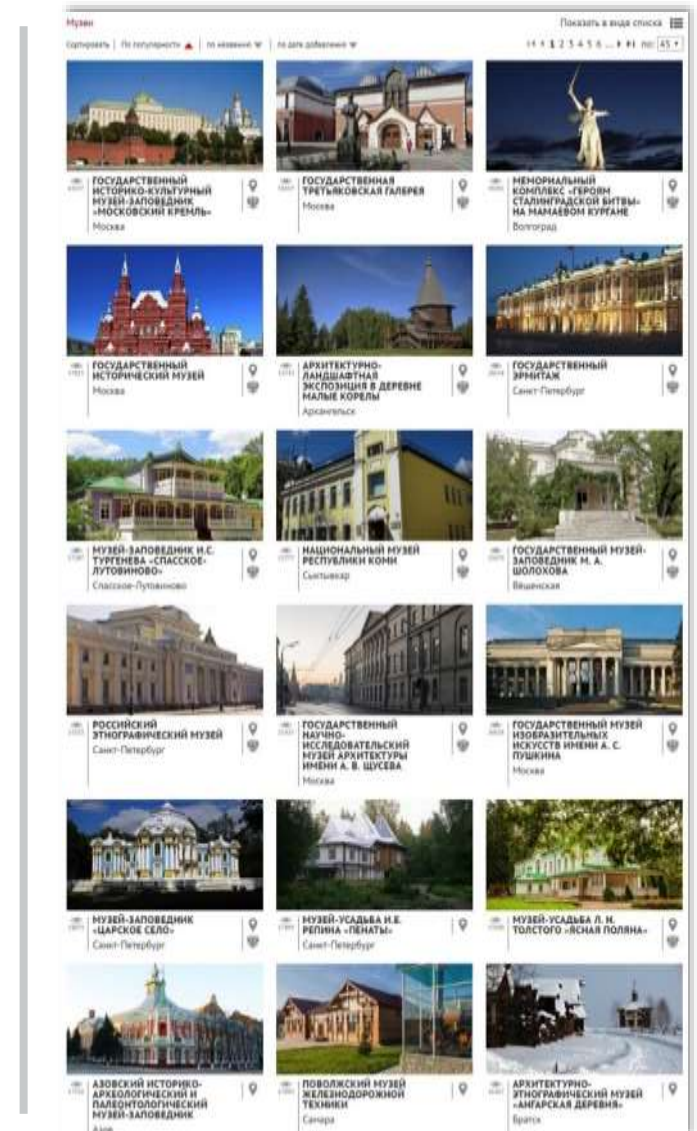 Музеи
Показать в виде списка
Сортировать По популярности по названию по дате добавления
1 2 3 4 5 6 ... по: 45
ГОСУДАРСТВЕННЫЙ
ИСТОРИКО-КУЛЬТУРНЫЙ
МУЗЕЙ-ЗАПОВЕДНИК
«МОСКОВСКИЙ КРЕМЛЬ»
Москва
ГОСУДАРСТВЕННАЯ
ТРЕТЬЯКОВСКАЯ ГАЛЕРЕЯ
Москва
МЕМОРИАЛЬНЫЙ
КОМПЛЕКС «ГЕРОЯМ
СТАЛИНГРАДСКОЙ БИТВЫ»
НА МАМАЕВОМ КУРГАНЕ
Волгоград
ГОСУДАРСТВЕННЫЙ
ИСТОРИЧЕСКИЙ МУЗЕЙ
Москва
АРХИТЕКТУРНО-
ЛАНДШАФТНАЯ
ЭКСПОЗИЦИЯ В ДЕРЕВНЕ
МАЛЫЕ КОРЕЛЫ
Архангельск
ГОСУДАРСТВЕННЫЙ
ЭРМИТАЖ
Санкт-Петербург
МУЗЕЙ-ЗАПОВЕДНИК И.С.
ТУРГЕНЕВА «СПАССКОЕ-
ЛУТОВИНОВО»
Спасское-Лутовиново
НАЦИОНАЛЬНЫЙ МУЗЕЙ
РЕСПУБЛИКИ КОМИ
Сыктывкар
ГОСУДАРСТВЕННЫЙ МУЗЕЙ-
ЗАПОВЕДНИК М. А.
ШОЛОХОВА
Вёшенская
РОССИЙСКИЙ
ЭТНОГРАФИЧЕСКИЙ МУЗЕЙ
Санкт-Петербург
ГОСУДАРСТВЕННЫЙ
НАУЧНО-
ИССЛЕДОВАТЕЛЬСКИЙ
МУЗЕЙ АРХИТЕКТУРЫ
ИМЕНИ А. В. ЩУСЕВА
Москва
ГОСУДАРСТВЕННЫЙ МУЗЕЙ
ИЗОБРАЗИТЕЛЬНЫХ
ИСКУССТВ ИМЕНИ А. С.
ПУШКИНА
Москва
МУЗЕЙ-ЗАПОВЕДНИК
«ЦАРСКОЕ СЕЛО»
Санкт-Петербург
МУЗЕЙ-УСАДЬБА И.Е.
РЕПИНА «ПЕНАТЫ»
Санкт-Петербург
МУЗЕЙ-УСАДЬБА Л. Н.
ТОЛСТОГО «ЯСНАЯ ПОЛЯНА»
АЗОВСКИЙ ИСТОРИКО-
АРХЕОЛОГИЧЕСКИЙ И
ПАЛЕОНТОЛОГИЧЕСКИЙ
МУЗЕЙ-ЗАПОВЕДНИК
Азов
ПОВОЛЖСКИЙ МУЗЕЙ
ЖЕЛЕЗНОДОРОЖНОЙ
ТЕХНИКИ
Самара
АРХИТЕКТУРНО-
ЭТНОГРАФИЧЕСКИЙ МУЗЕЙ
«АНГАРСКАЯ ДЕРЕВНЯ»
Братск